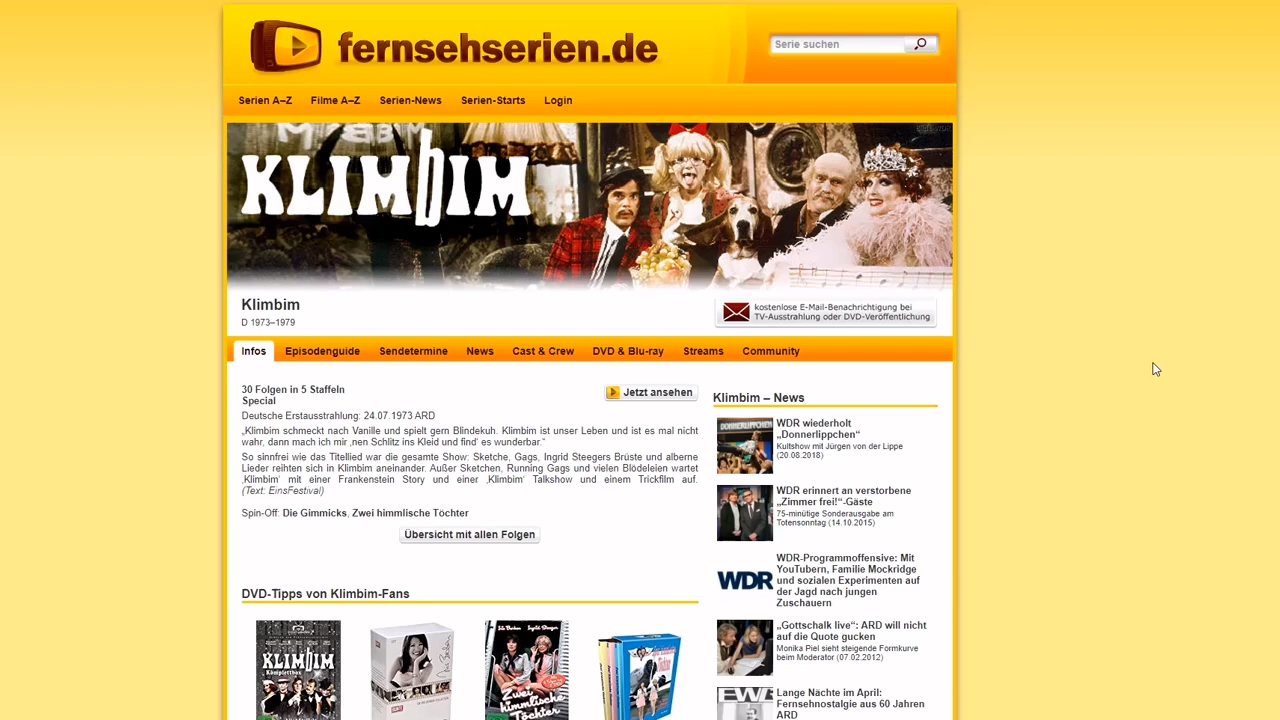 fernsehserien.de
Serie suchen
Serien A–Z Filme A–Z Serien-News Serien-Starts Login
KLIMBIM
Klimbim
D 1973–1979
kostenlose E-Mail-Benachrichtigung bei
TV-Ausstrahlung oder DVD-Veröffentlichung
Infos Episodenguide Sendetermine News Cast & Crew DVD & Blu-ray Streams Community
30 Folgen in 5 Staffeln
Special
Jetzt ansehen
Deutsche Erstausstrahlung: 24.07.1973 ARD
„Klimbim schmeckt nach Vanille und spielt gern Blindekuh. Klimbim ist unser Leben und ist es mal nicht
wahr, dann mach ich mir ‚nen Schlitz ins Kleid und find‘ es wunderbar.“
So sinnfrei wie das Titellied war die gesamte Show: Sketche, Gags, Ingrid Steegers Brüste und alberne
Lieder reihten sich in Klimbim aneinander. Außer Sketchen, Running Gags und vielen Blödeleien wartet
‚Klimbim‘ mit einer Frankenstein Story und einer ‚Klimbim‘ Talkshow und einem Trickfilm auf.
(Text: EinsFestival)
Spin-Off: Die Gimmicks, Zwei himmlische Töchter
Übersicht mit allen Folgen
DVD-Tipps von Klimbim-Fans
KLIMBIM
Komplettbox
Zwei
himmlische
Töchter
Klimbim – News
WDR wiederholt
„Donnerlippchen“
Kultshow mit Jürgen von der Lippe
(20.08.2018)
DONNERLIPPCHEN
WDR erinnert an verstorbene
„Zimmer frei!“-Gäste
75-minütige Sonderausgabe am
Totensonntag (14.10.2015)
WDR-Programmoffensive: Mit
YouTubern, Familie Mockridge
und sozialen Experimenten auf
der Jagd nach jungen
Zuschauern
WDR
„Gottschalk live“: ARD will nicht
auf die Quote gucken
Monika Piel sieht steigende Formkurve
beim Moderator (07.02.2012)
Lange Nächte im April:
Fernsehnostalgie aus 60 Jahren
ARD